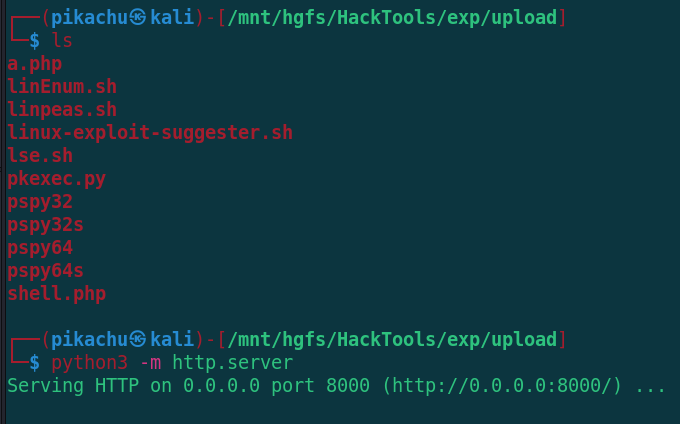 ┌──(pikachu㉿kali)-[/mnt/hgfs/HackTools/exp/upload]
└─$ ls
a.php
linEnum.sh
linpeas.sh
linux-exploit-suggester.sh
lse.sh
pkexec.py
pspy32
pspy32s
pspy64
pspy64s
shell.php
┌──(pikachu㉿kali)-[/mnt/hgfs/HackTools/exp/upload]
└─$ python3 -m http.server
Serving HTTP on 0.0.0.0 port 8000 (http://0.0.0.0:8000/) ...